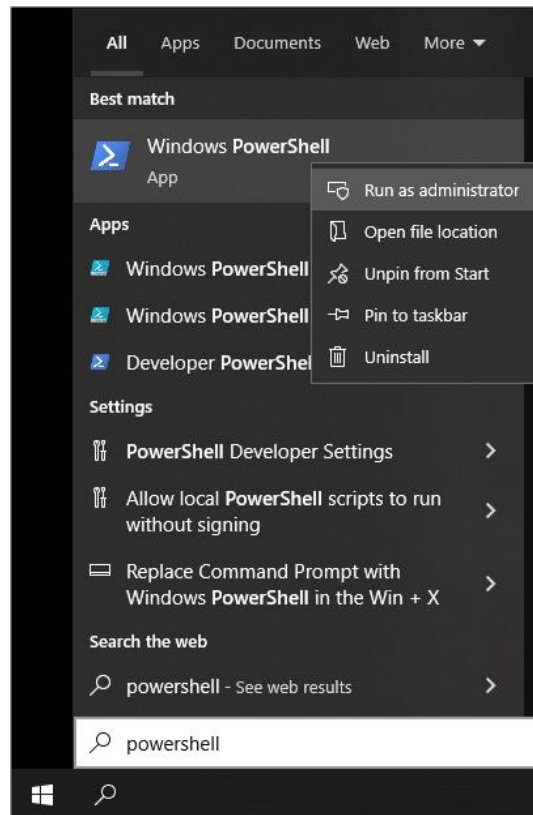 All Apps Documents Web More
Best match
Windows PowerShell
App
Run as administrator
Open file location
Unpin from Start
Pin to taskbar
Uninstall
Apps
Windows PowerShell
Windows PowerShell
Developer PowerShel
Settings
PowerShell Developer Settings
Allow local PowerShell scripts to run
without signing
Replace Command Prompt with
Windows PowerShell in the Win + X
Search the web
powershell - See web results
powershell